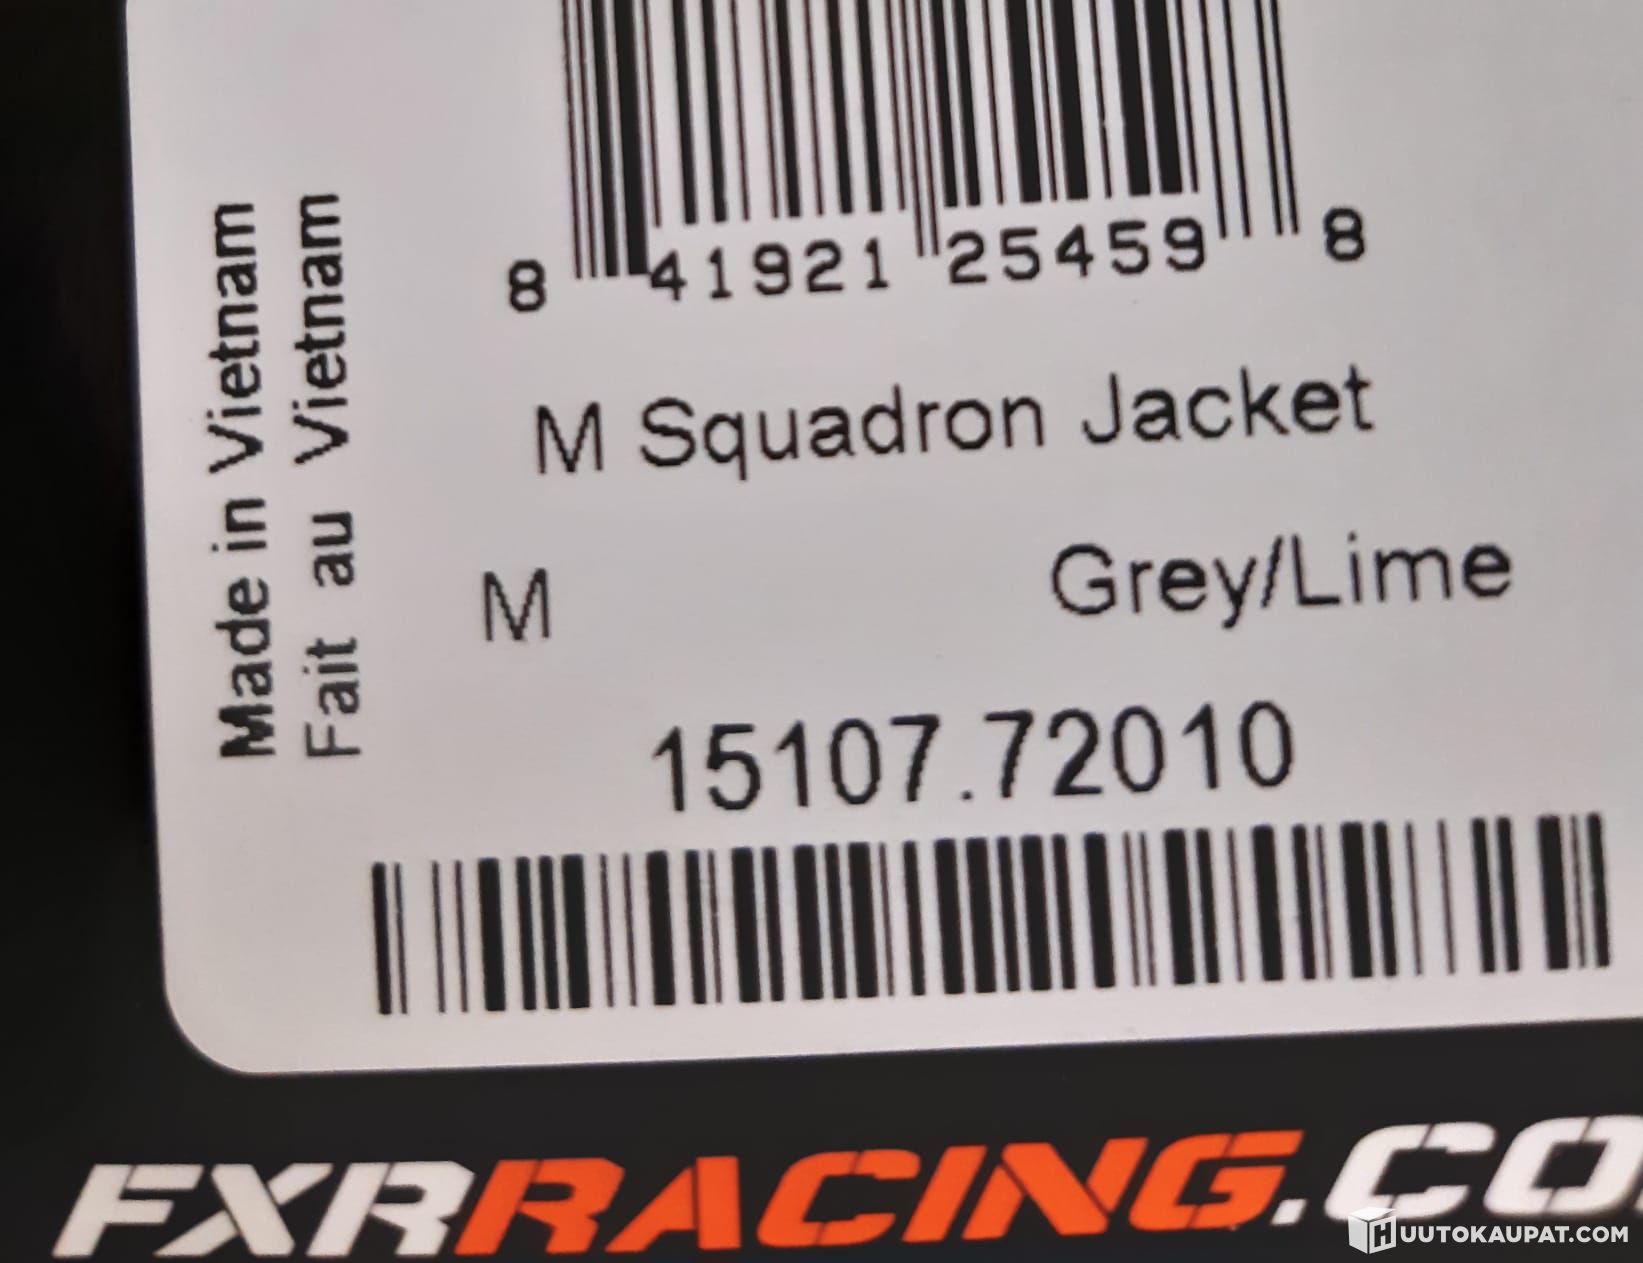 Made in Vietnam
Fait au Vietnam
8 41921 25459 8
M Squadron Jacket
M Grey/Lime
15107.72010
FXRRACING.CO
HUUTOKAUPAT.COM